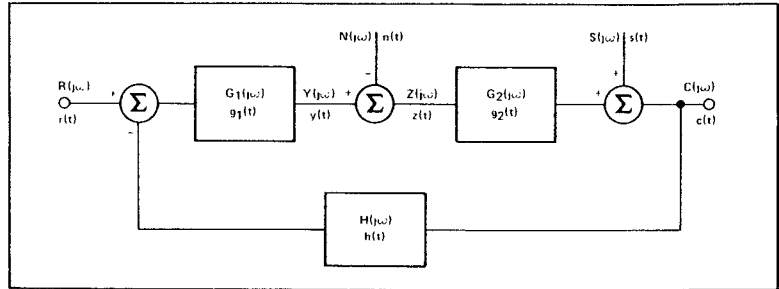 N(jω) n(t)
S(jω) s(t)
R(jω)
+
Σ
G1(jω)
Y(jω)
+
−
Σ
Z(jω)
G2(jω)
+
+
Σ
C(jω)
r(t)
−
g1(t)
y(t)
z(t)
g2(t)
c(t)
H(jω)
h(t)